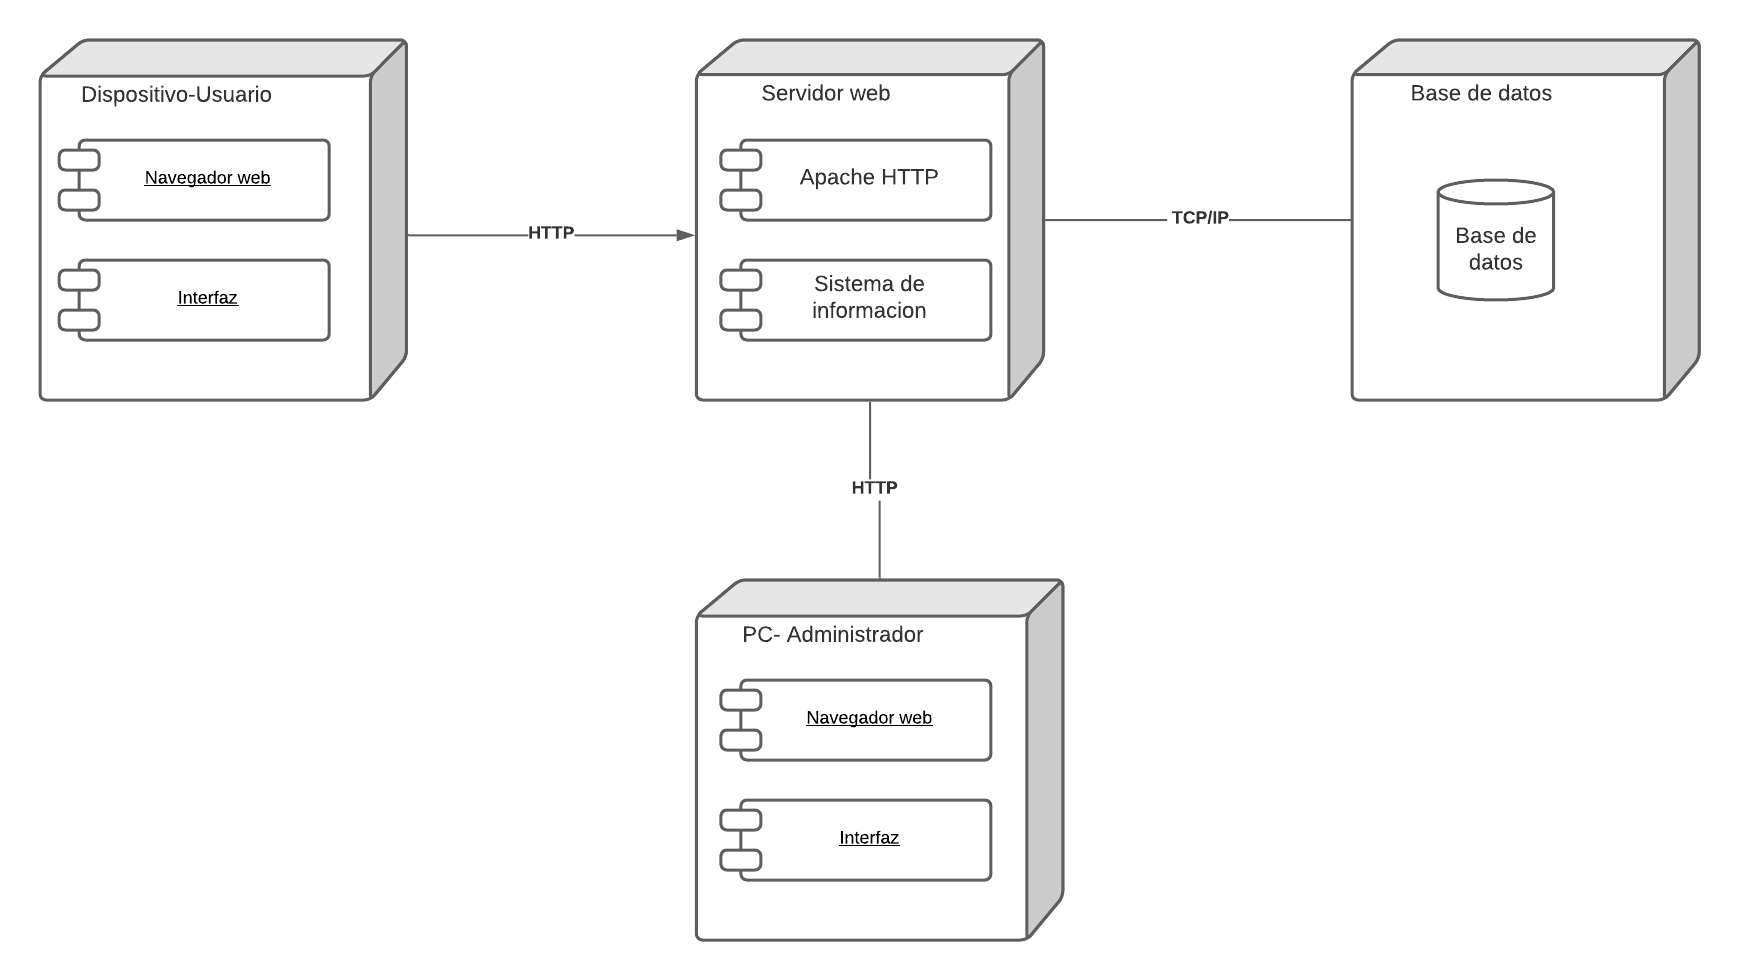 Dispositivo-Usuario
Navegador web
Interfaz
HTTP
Servidor web
Apache HTTP
Sistema de
informacion
TCP/IP
Base de datos
Base de
datos
HTTP
PC- Administrador
Navegador web
Interfaz